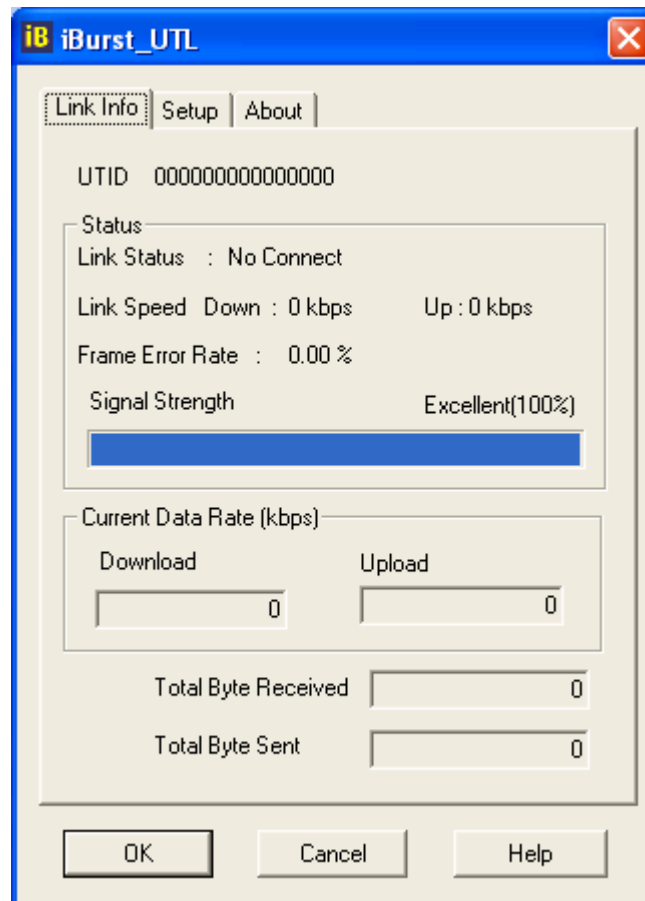 iB iBurst_UTL
Link Info Setup About
UTID 000000000000000
Status
Link Status : No Connect
Link Speed Down : 0 kbps Up : 0 kbps
Frame Error Rate : 0.00 %
Signal Strength Excellent(100%)
Current Data Rate (kbps)
Download Upload
0 0
Total Byte Received 0
Total Byte Sent 0
OK Cancel Help